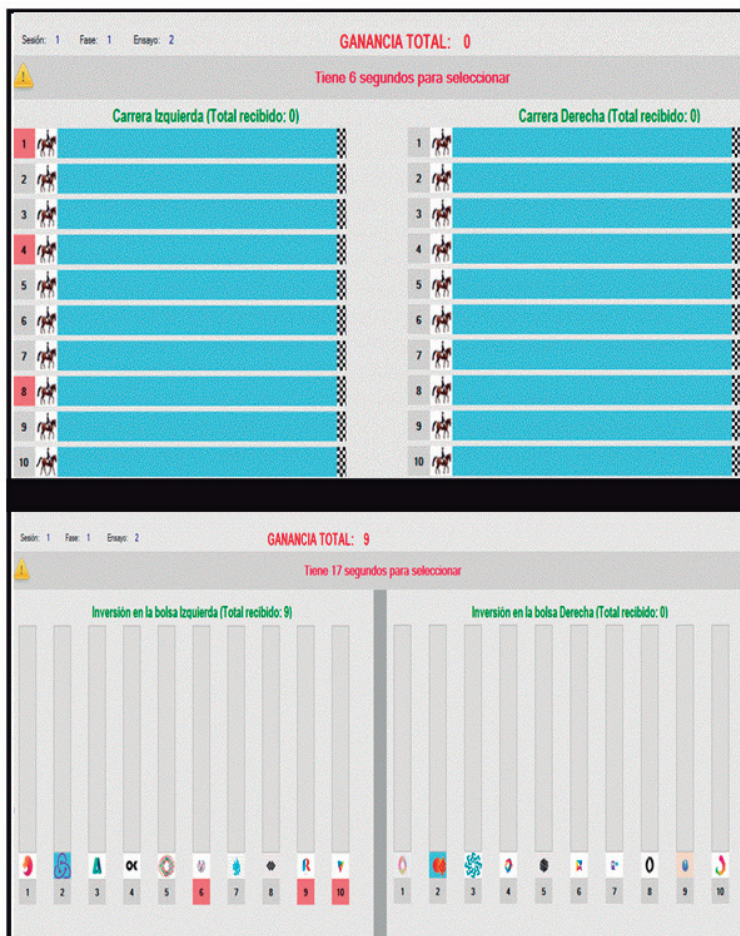 Sesión: 1 Fase: 1 Ensayo: 2 GANANCIA TOTAL: 0
Tiene 6 segundos para seleccionar
Carrera Izquierda (Total recibido: 0) Carrera Derecha (Total recibido: 0)
1 1
2 2
3 3
4 4
5 5
6 6
7 7
8 8
9 9
10 10
Sesión: 1 Fase: 1 Ensayo: 2 GANANCIA TOTAL: 9
Tiene 17 segundos para seleccionar
Inversión en la bolsa Izquierda (Total recibido: 9) Inversión en la bolsa Derecha (Total recibido: 0)
1 2 3 4 5 6 7 8 9 10 1 2 3 4 5 6 7 8 9 10